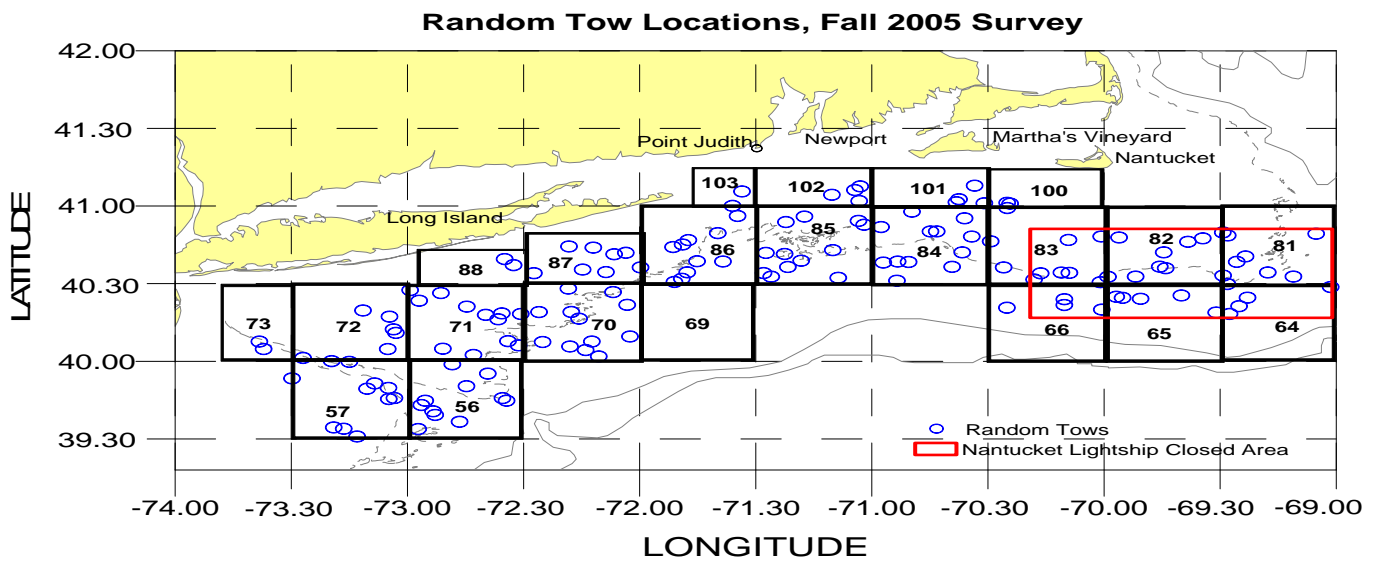 Random Tow Locations, Fall 2005 Survey
42.00
41.30
41.00
40.30
40.00
39.30
LATITUDE
Point Judith
Newport
Martha's Vineyard
Nantucket
Long Island
103
102
101
100
88
87
86
85
84
83
82
81
73
72
71
70
69
66
65
64
57
56
Random Tows
Nantucket Lightship Closed Area
-74.00 -73.30 -73.00 -72.30 -72.00 -71.30 -71.00 -70.30 -70.00 -69.30 -69.00
LONGITUDE